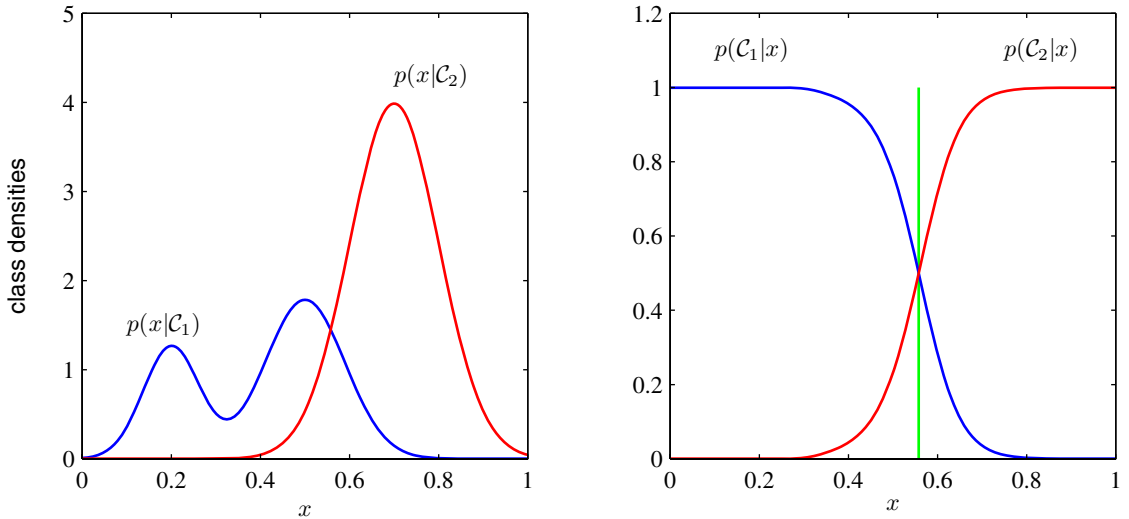 class densities
5
4
3
2
1
0
p(x|C₂)
p(x|C₁)
0 0.2 0.4 0.6 0.8 1
x
1.2
1
0.8
0.6
0.4
0.2
0
p(C₁|x) p(C₂|x)
0 0.2 0.4 0.6 0.8 1
x